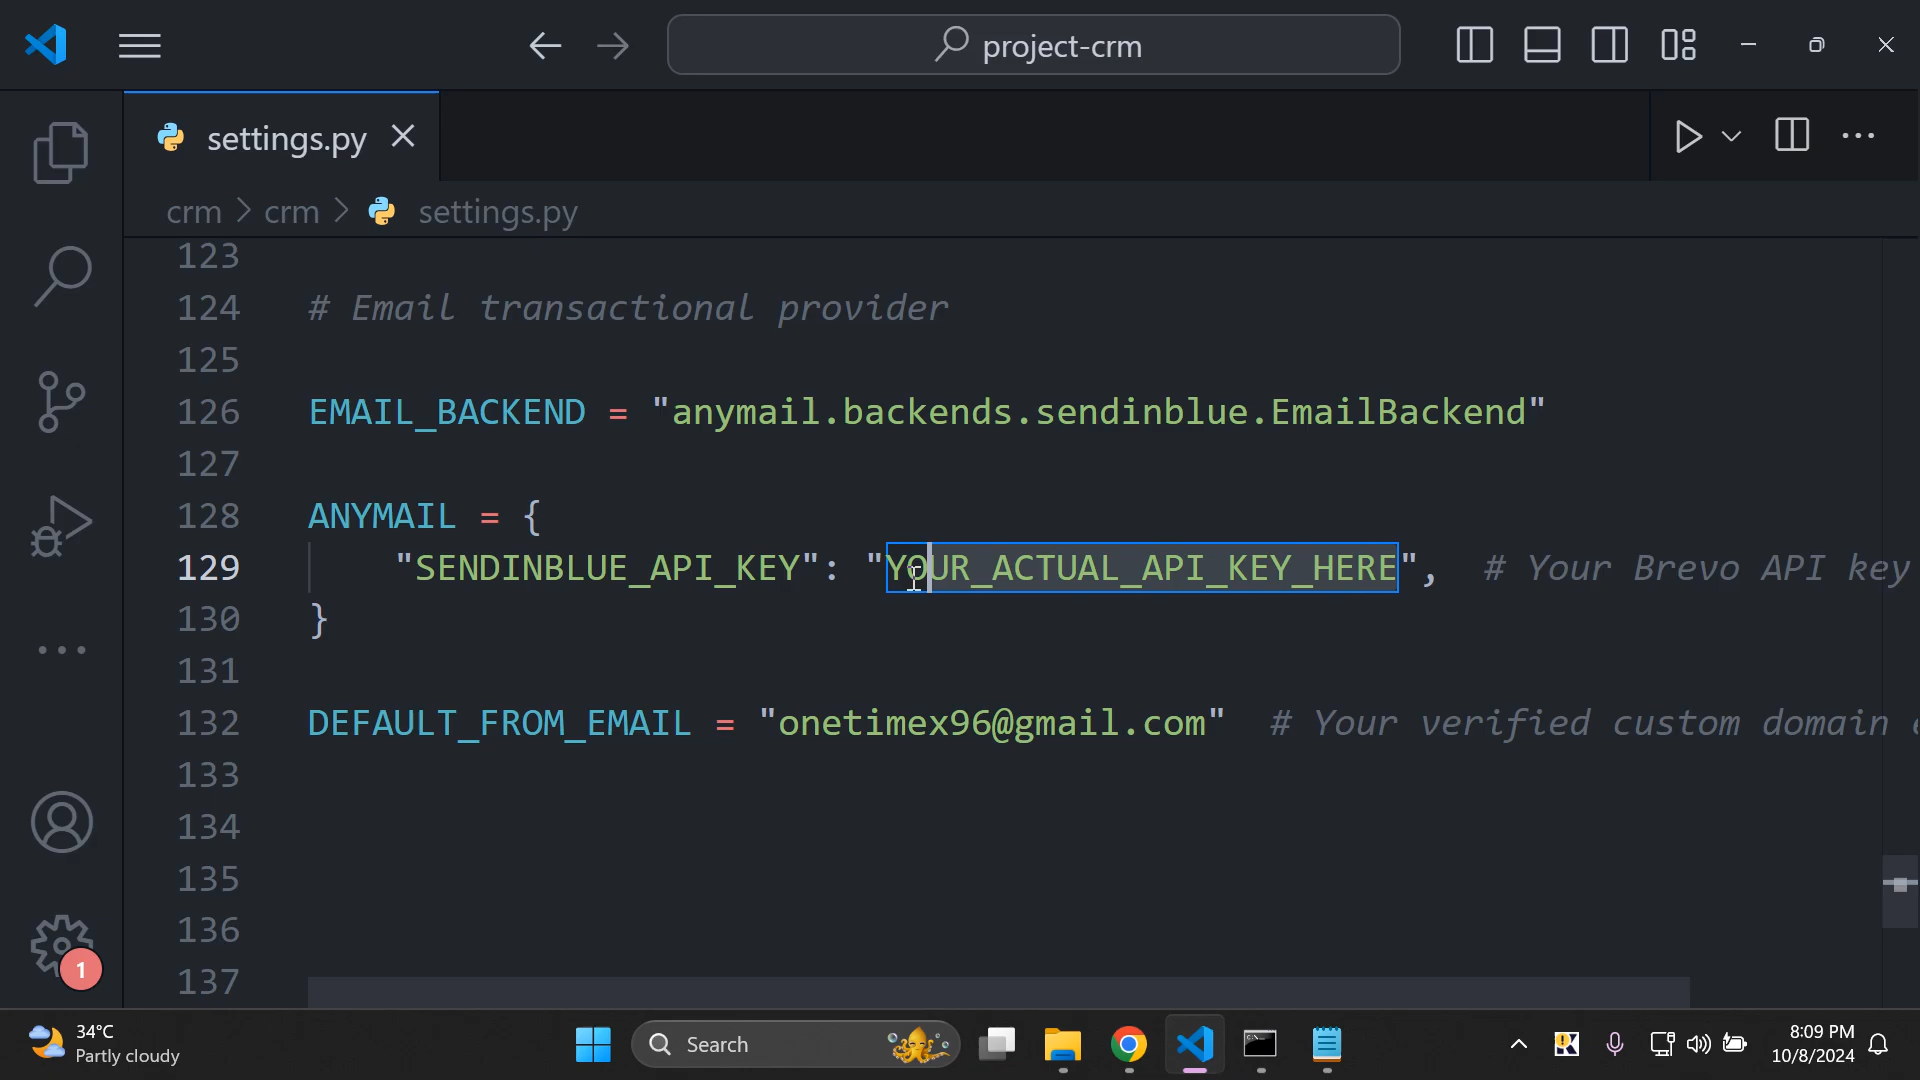 project-crm
settings.py
crm > crm > settings.py
123
124 # Email transactional provider
125
126 EMAIL_BACKEND = "anymail.backends.sendinblue.EmailBackend"
127
128 ANYMAIL = {
129 "SENDINBLUE_API_KEY": "YOUR_ACTUAL_API_KEY_HERE", # Your Brevo API key
130 }
131
132 DEFAULT_FROM_EMAIL = "onetimex96@gmail.com" # Your verified custom domain
133
134
135
136
137
1
34°C
Partly cloudy
Search
8:09 PM
10/8/2024